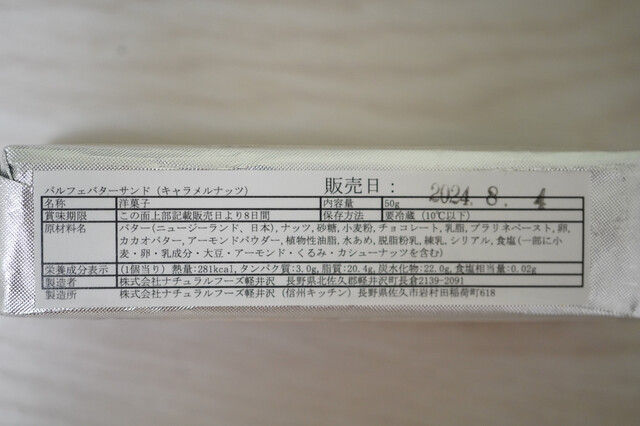 パルフェバターサンド (キャラメルナッツ) 販売日: 2024.8.4
名称 洋菓子 内容量 50g
賞味期限 この面上部記載販売日より8日間 保存方法 要冷蔵 (10℃以下)
原材料名 バター(ニュージーランド、日本), ナッツ, 砂糖, 小麦粉, チョコレート, 乳脂, プラリネペースト, 卵,
カカオバター, アーモンドパウダー, 植物性油脂, 水あめ, 脱脂粉乳, 練乳, シリアル, 食塩 (一部に小
麦・卵・乳成分・大豆・アーモンド・くるみ・カシューナッツを含む)
栄養成分表示 (1個当り) 熱量:281kcal, タンパク質:3.0g, 脂質:20.4g, 炭水化物:22.0g, 食塩相当量:0.02g
製造者 株式会社ナチュラルフーズ軽井沢 長野県北佐久郡軽井沢町長倉2139-2091
製造所 株式会社ナチュラルフーズ軽井沢 (信州キッチン) 長野県佐久市岩村田稲荷町618